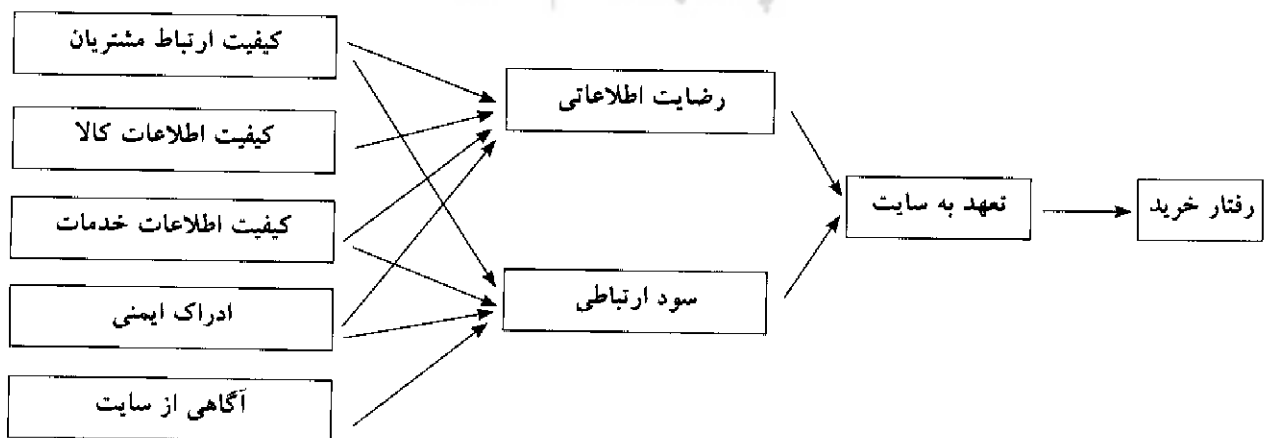 کیفیت ارتباط مشتریان
کیفیت اطلاعات کالا
کیفیت اطلاعات خدمات
ادراک ایمنی
آگاهی از سایت
رضایت اطلاعاتی
سود ارتباطی
تعهد به سایت
رفتار خرید